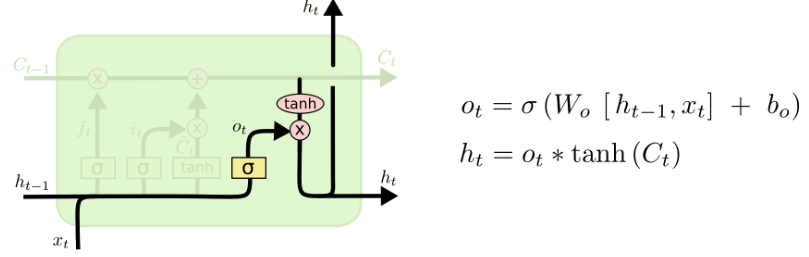 h_t
C_{t-1} C_t
x +
tanh
f_t i_t o_t x x
C̃_t
σ σ tanh σ
h_{t-1} h_t
x_t
o_t = σ (W_o [ h_{t-1}, x_t] + b_o)
h_t = o_t * tanh (C_t)